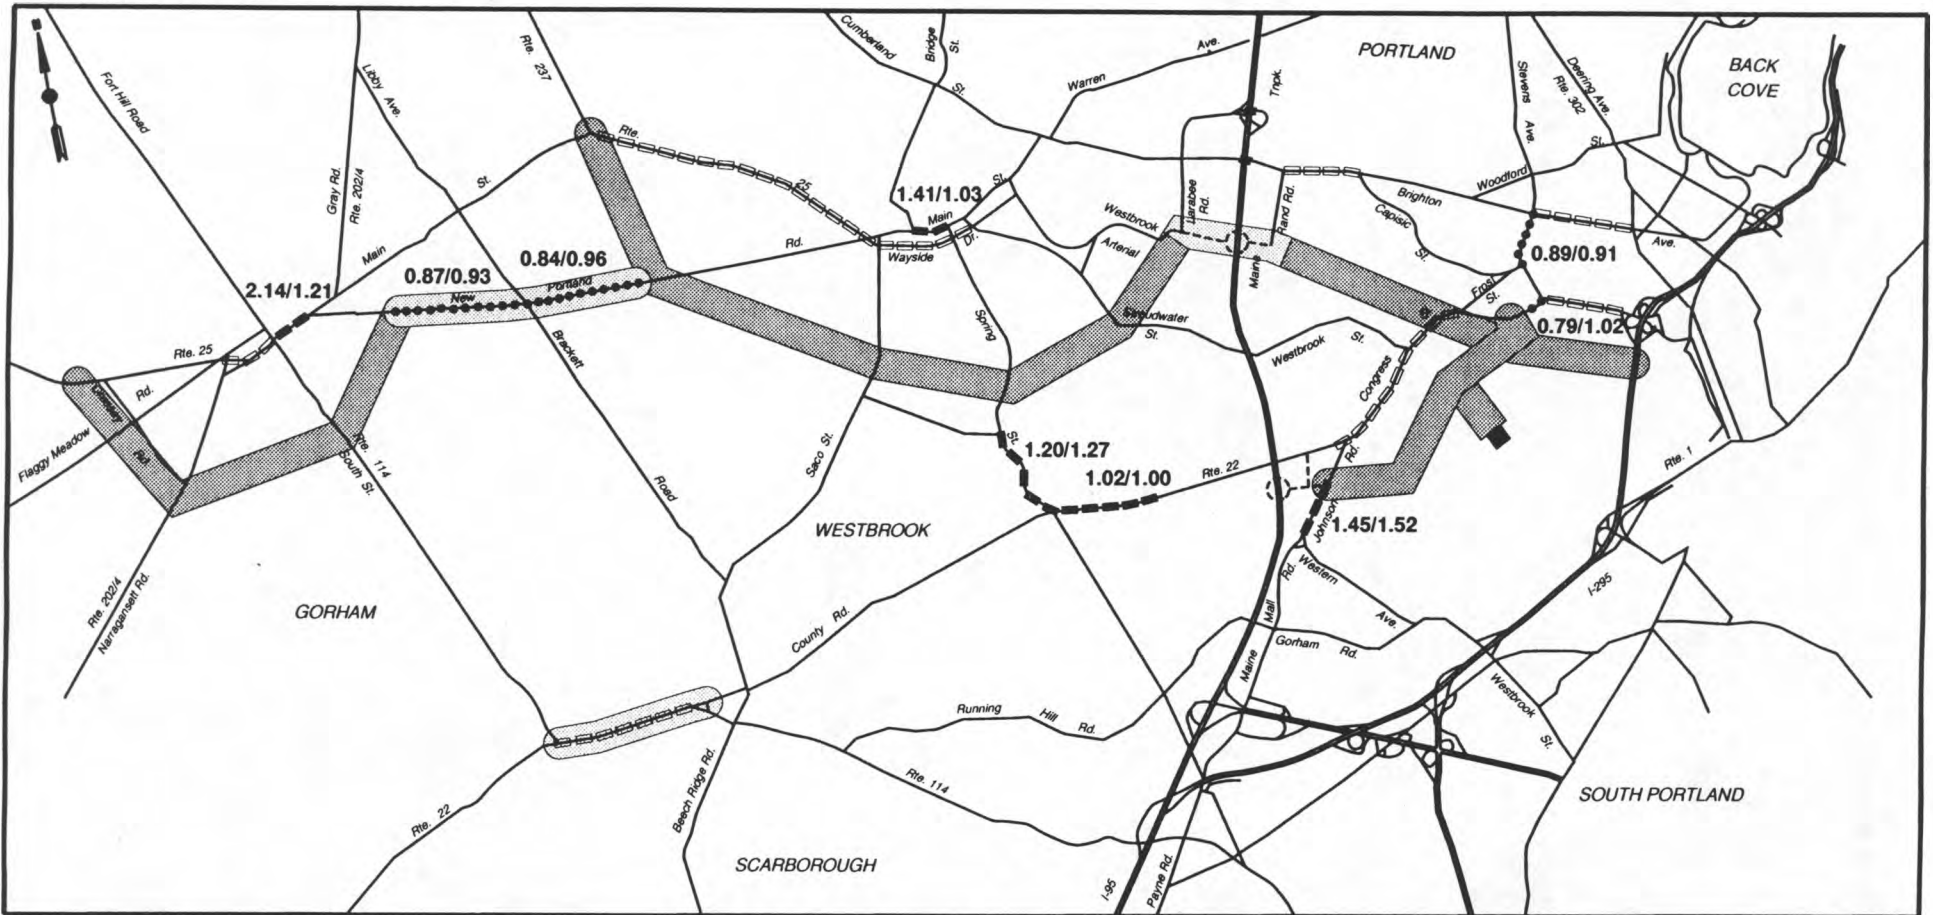 Fort Hill Road
Gray Rd.
Rte. 202/4
Libby Ave.
Rte. 237
Cumberland
St.
Bridge
St.
Warren
Ave.
Tnpk.
PORTLAND
Stevens
Ave.
Deering Ave.
Rte. 302
BACK
COVE
Main
St.
Rte.
25
1.41/1.03
Main
St.
Wayside
Dr.
Westbrook
Arterial
Larabee
Rd.
Rand Rd.
Maine
Brighton
Ave.
Woodford
St.
Capisic
St.
Frost
St.
0.89/0.91
0.79/1.02
2.14/1.21
0.87/0.93
0.84/0.96
New
Portland
Rd.
Rte. 25
Rd.
Flaggy Meadow
Rd.
Rte. 114
South St.
Brackett
Road
Saco St.
Spring
St.
Stroudwater
St.
Westbrook
St.
Congress
1.20/1.27
1.02/1.00
Rte. 22
Rd.
Johnson
1.45/1.52
Rte. 1
WESTBROOK
Rte. 202/4
Narragansett Rd.
GORHAM
County
Rd.
Western
Ave.
Rd.
Mall
Maine
Gorham
Rd.
I-295
Westbrook
St.
Running
Hill
Rd.
Rte. 22
Beech Ridge Rd.
Rte. 114
SOUTH PORTLAND
SCARBOROUGH
I-95
Payne Rd.